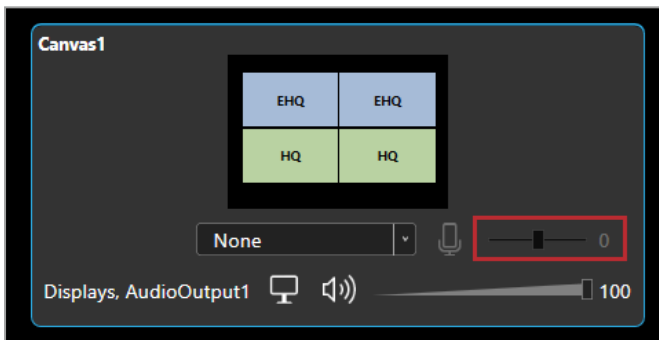 Canvas1
EHQ EHQ
HQ HQ
None 0
Displays, AudioOutput1 100